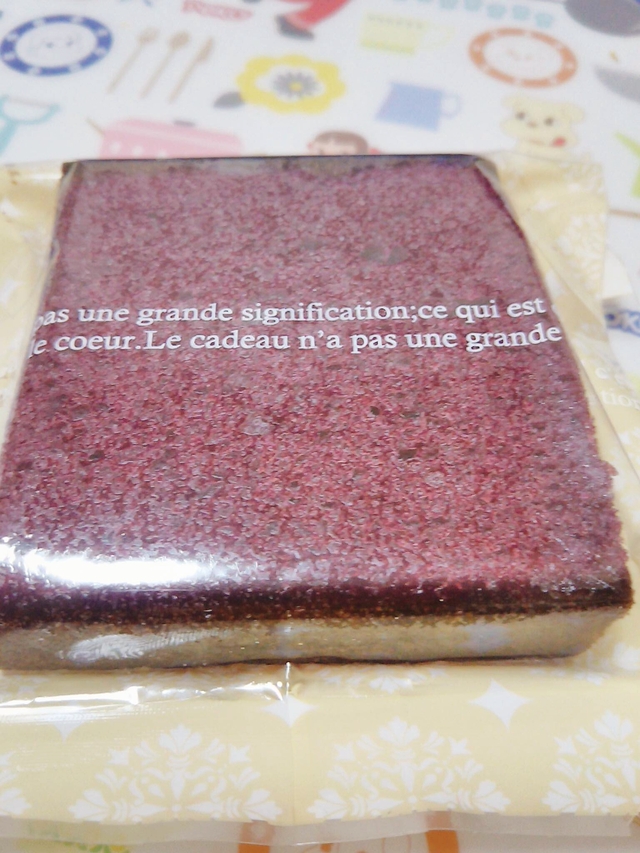 pas une grande signification;ce qui est
le coeur.Le cadeau n'a pas une grande